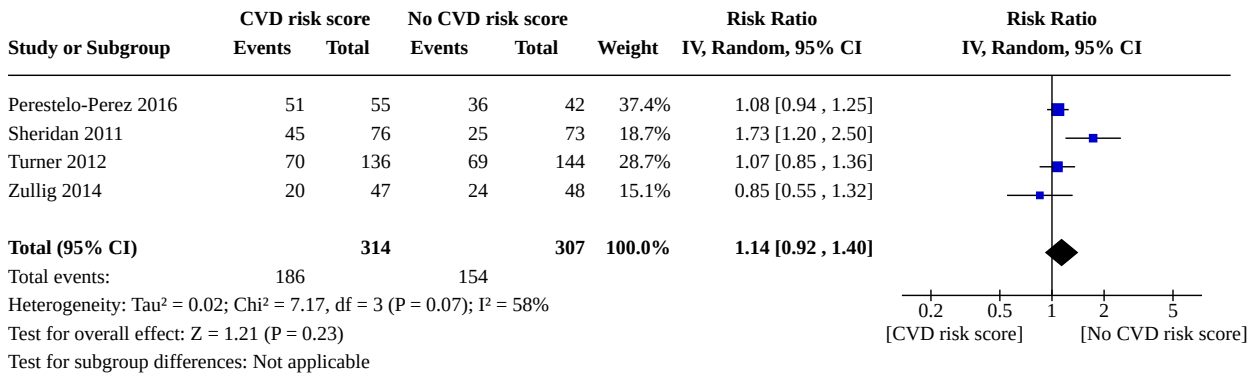 CVD risk score No CVD risk score Risk Ratio Risk Ratio
Study or Subgroup Events Total Events Total Weight IV, Random, 95% CI IV, Random, 95% CI
Perestelo-Perez 2016 51 55 36 42 37.4% 1.08 [0.94 , 1.25]
Sheridan 2011 45 76 25 73 18.7% 1.73 [1.20 , 2.50]
Turner 2012 70 136 69 144 28.7% 1.07 [0.85 , 1.36]
Zullig 2014 20 47 24 48 15.1% 0.85 [0.55 , 1.32]
Total (95% CI) 314 307 100.0% 1.14 [0.92 , 1.40]
Total events: 186 154
Heterogeneity: Tau² = 0.02; Chi² = 7.17, df = 3 (P = 0.07); I² = 58%
0.2 0.5 1 2 5
Test for overall effect: Z = 1.21 (P = 0.23) [CVD risk score] [No CVD risk score]
Test for subgroup differences: Not applicable